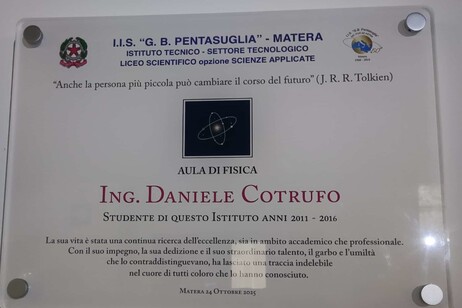 I.I.S. “G. B. PENTASUGLIA” - MATERA
ISTITUTO TECNICO - SETTORE TECNOLOGICO
LICEO SCIENTIFICO opzione SCIENZE APPLICATE
“Anche la persona più piccola può cambiare il corso del futuro” (J. R. R. Tolkien)
AULA DI FISICA
ING. DANIELE COTRUFO
STUDENTE DI QUESTO ISTITUTO ANNI 2011 - 2016
La sua vita è stata una continua ricerca dell’eccellenza, sia in ambito accademico che professionale.
Con il suo impegno, la sua dedizione e il suo straordinario talento, il garbo e l’umiltà
che lo contraddistinguevano, ha lasciato una traccia indelebile
nel cuore di tutti coloro che lo hanno conosciuto.
MATERA 24 OTTOBRE 2025